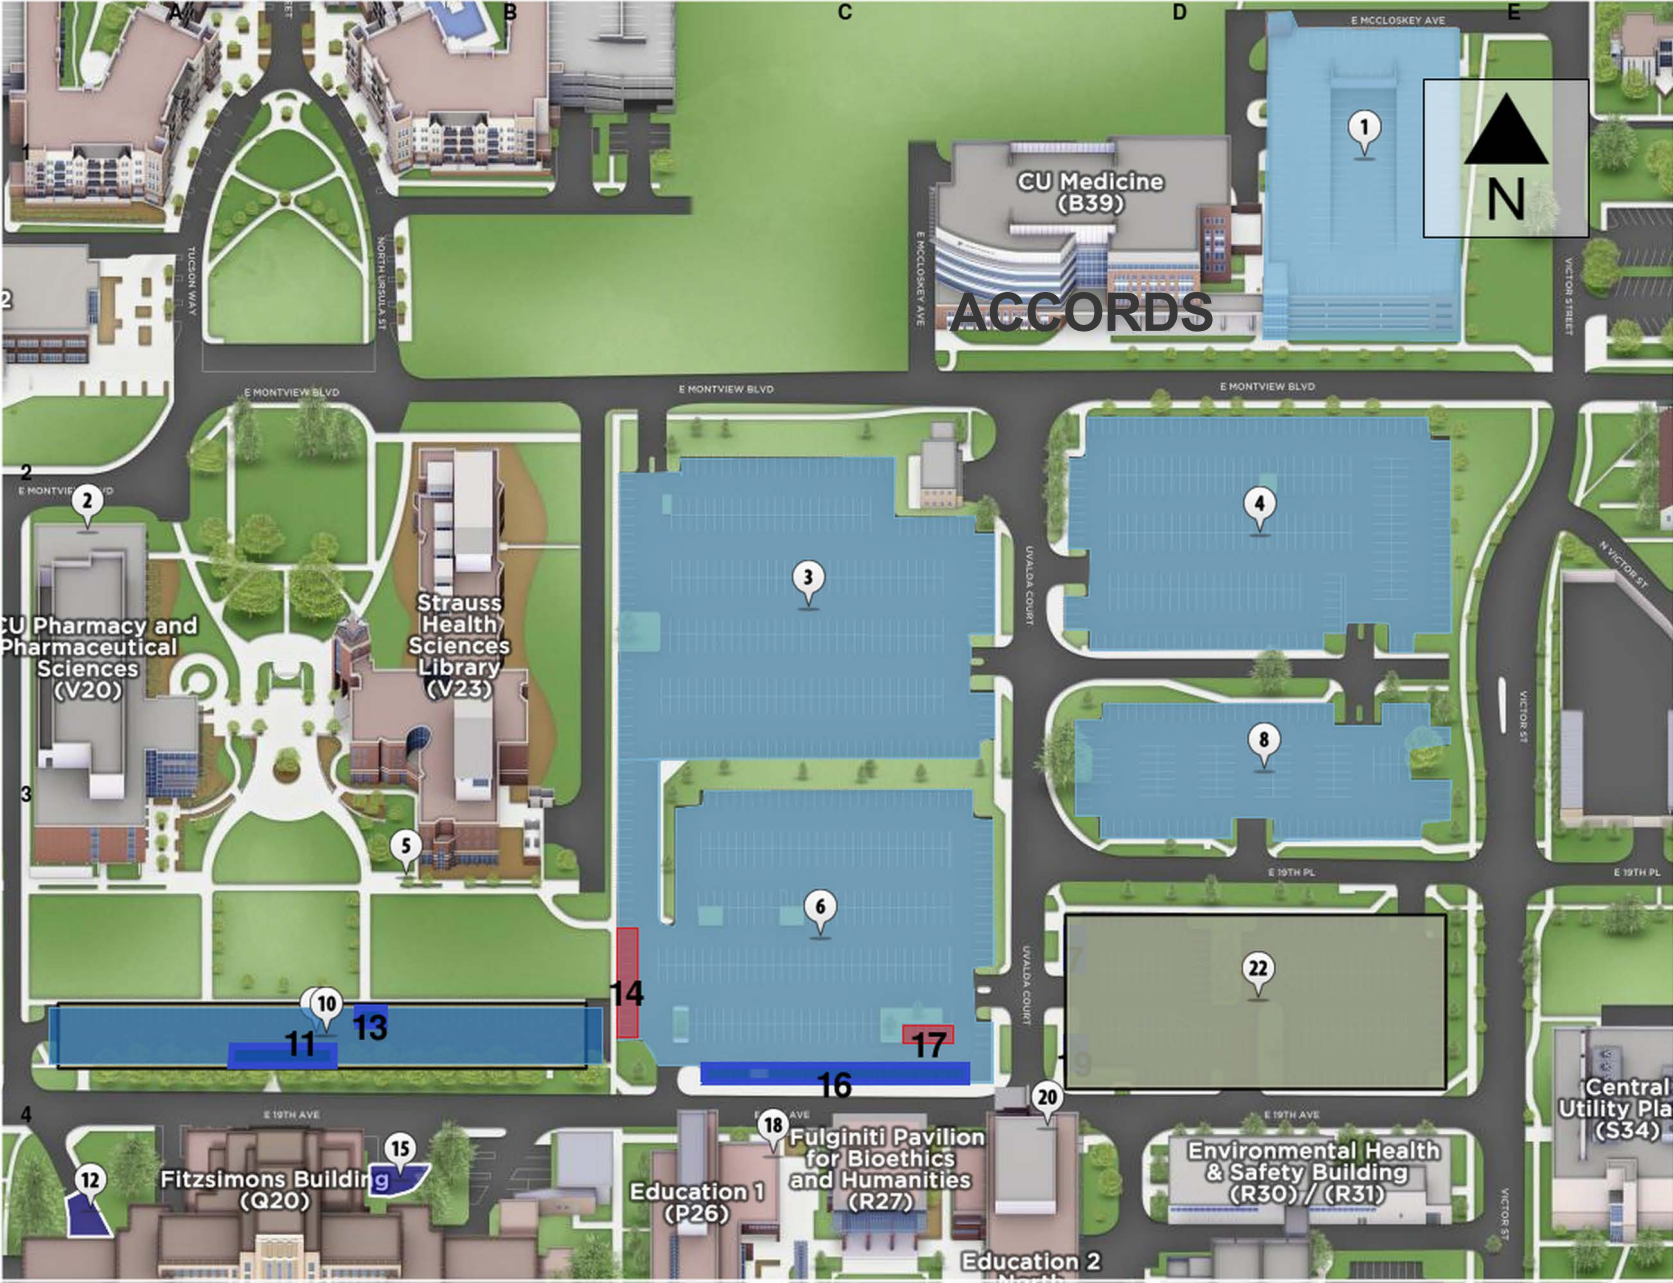 A
B
C
D
E
E MCCLOSKEY AVE
1
1
N
CU Medicine
(B39)
ACCORDS
TUCSON WAY
NORTH URSULA ST
E MCCLOSKEY AVE
VICTOR STREET
2
E MONTVIEW BLVD
E MONTVIEW BLVD
E MONTVIEW BLVD
2
2
4
3
UVALDA COURT
N VICTOR ST
CU Pharmacy and
Pharmaceutical
Sciences
(V20)
Strauss
Health
Sciences
Library
(V23)
VICTOR ST
8
3
5
E 19TH PL
E 19TH PL
6
22
UVALDA COURT
14
10
13
11
17
16
9
4
E 19TH AVE
AVE
E 19TH AVE
20
18
15
12
Fitzsimons Building
(Q20)
Education 1
(P26)
Fulginiti Pavilion
for Bioethics
and Humanities
(R27)
Environmental Health
& Safety Building
(R30) / (R31)
Central
Utility Pla
(S34)
VICTOR ST
Education 2
North